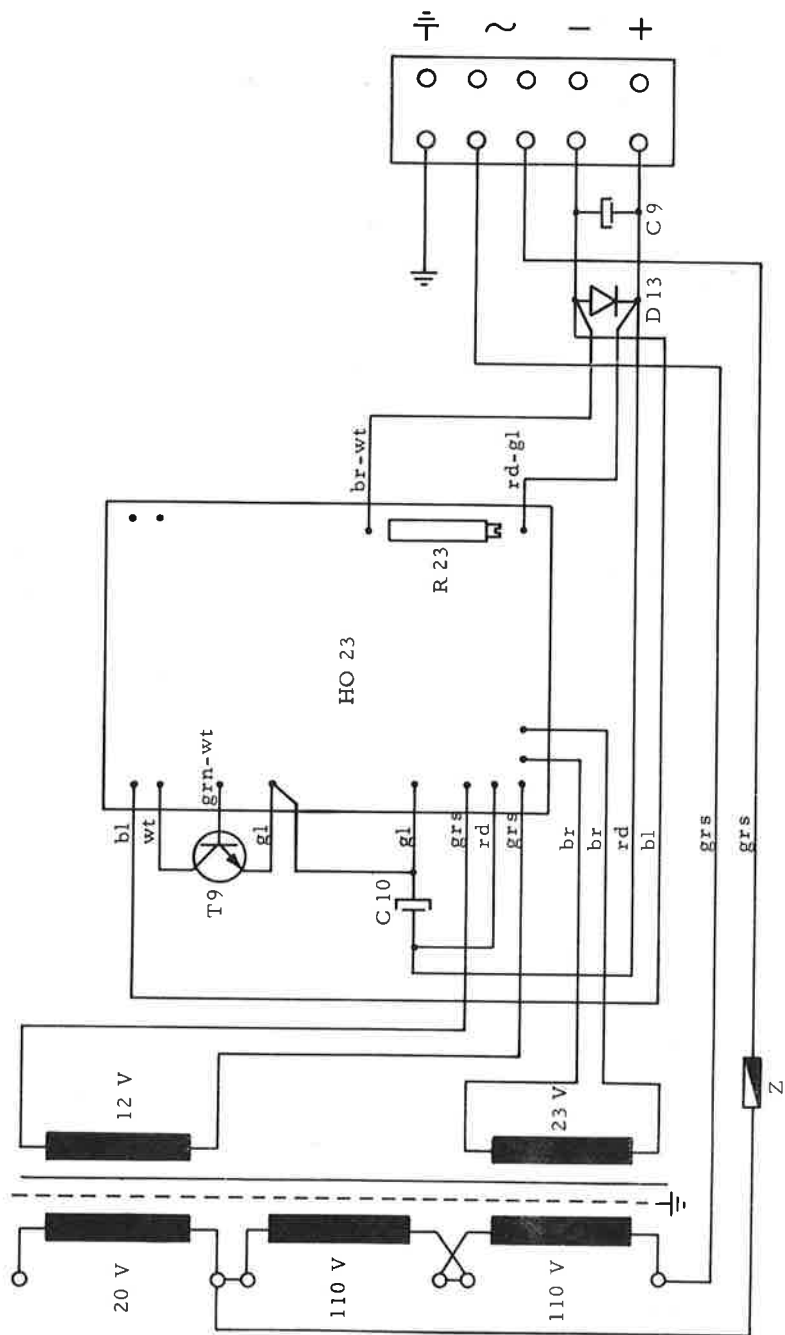 ~
−
+
C 9
D 13
br-wt
rd-gl
R 23
HO 23
bl
wt
grn-wt
gl
gl
grs
rd
grs
br
br
rd
bl
grs
grs
T9
C 10
12 V
23 V
Z
20 V
110 V
110 V